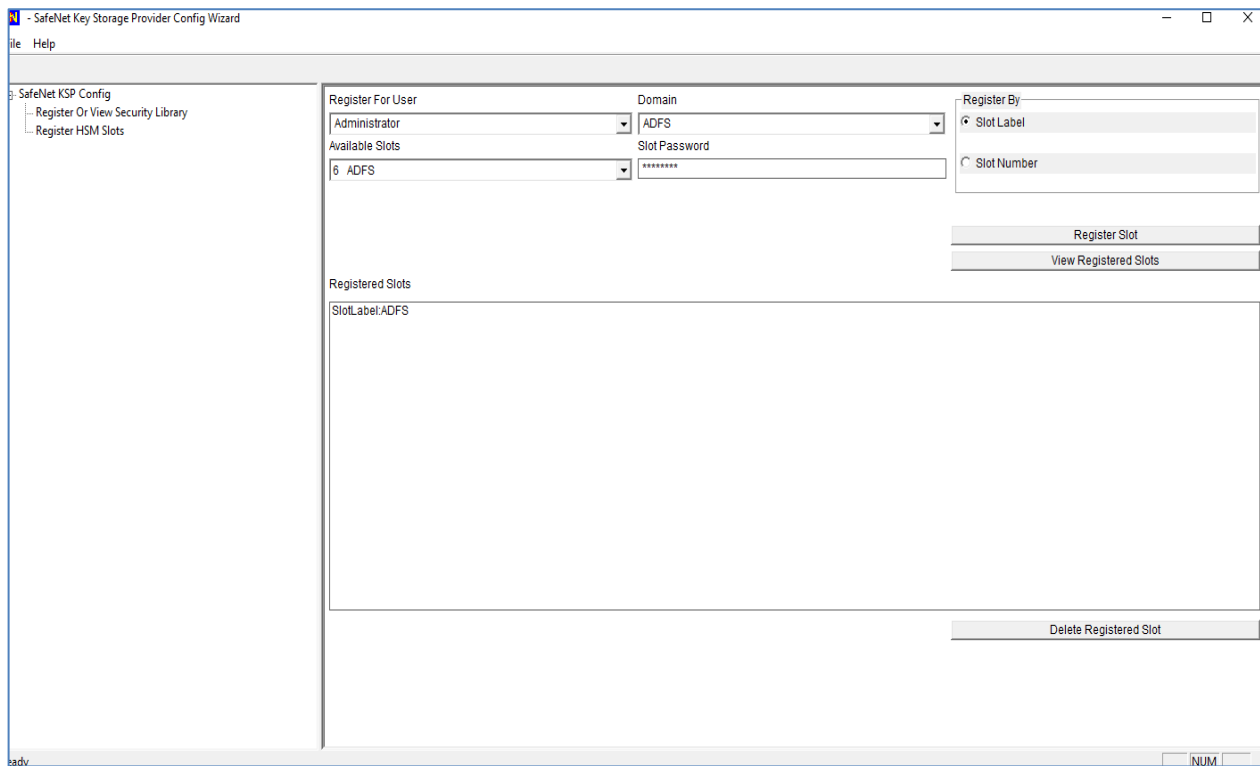 - SafeNet Key Storage Provider Config Wizard
ile Help
SafeNet KSP Config
Register Or View Security Library
Register HSM Slots
Register For User
Domain
Register By
Administrator
ADFS
Slot Label
Available Slots
Slot Password
6 ADFS
********
Slot Number
Register Slot
View Registered Slots
Registered Slots
SlotLabel:ADFS
Delete Registered Slot
eady
NUM